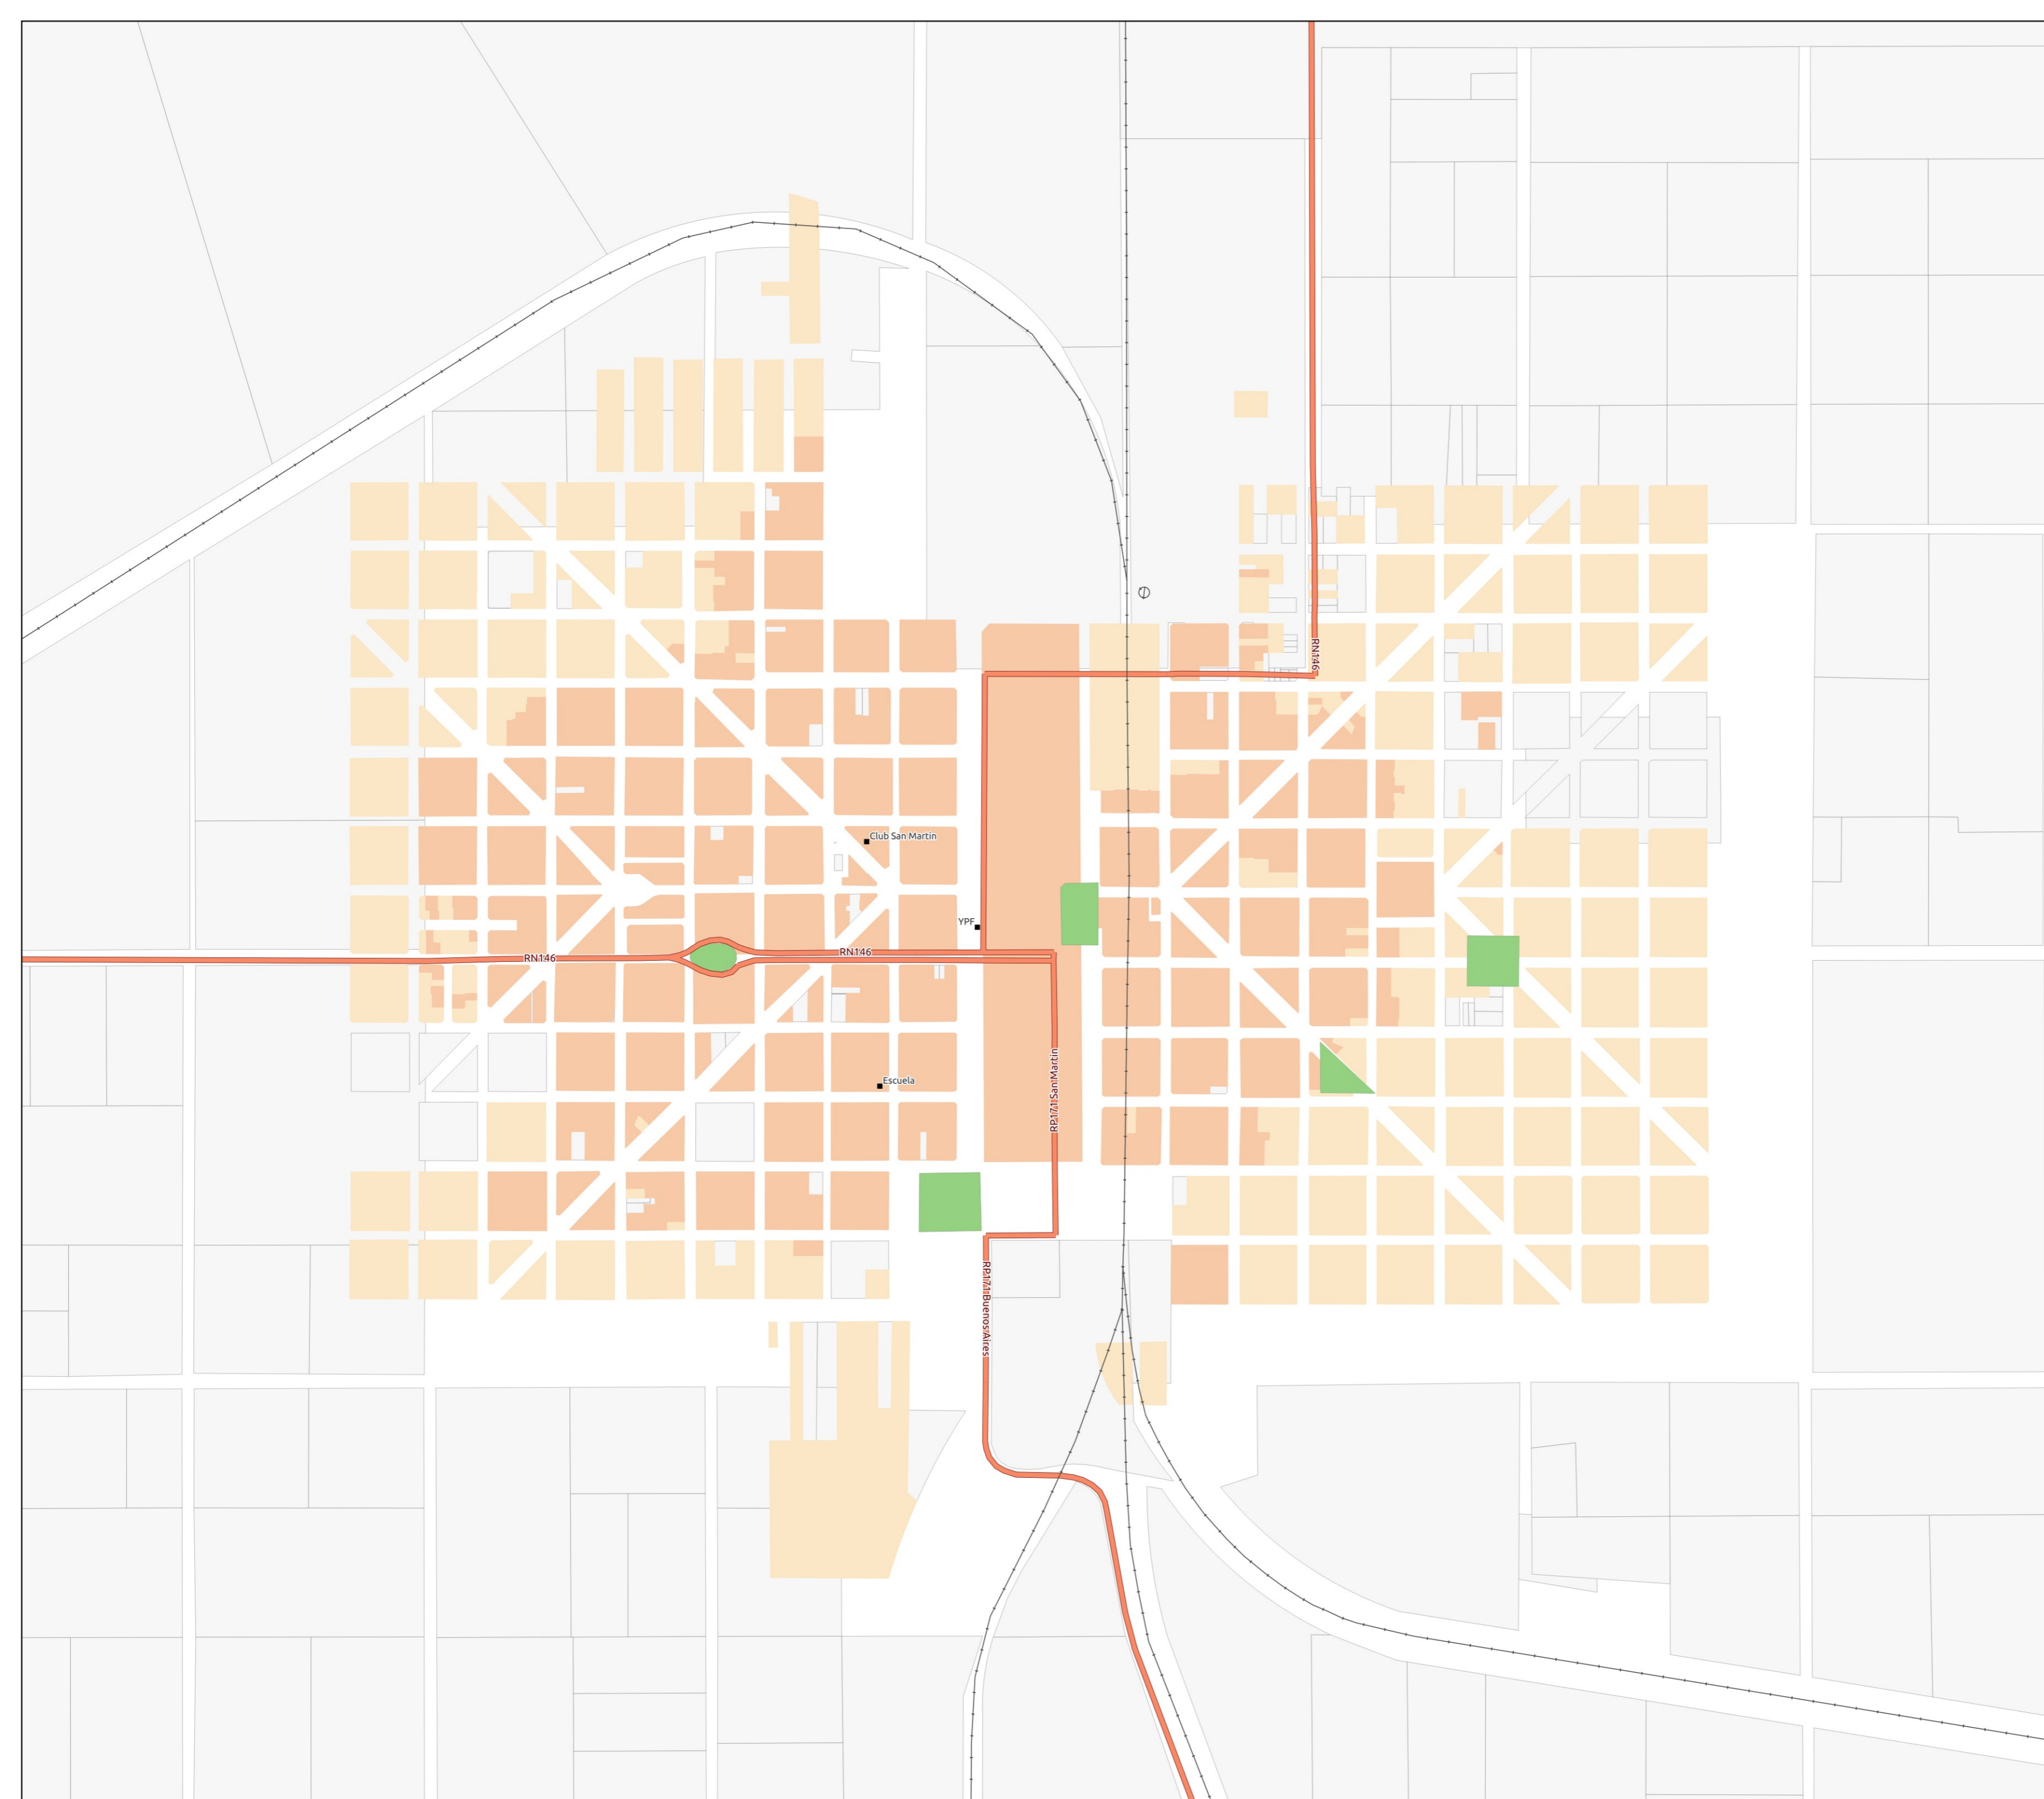 RN146
Club San Martin
YPF
RN146
RN146
RP171 San Martin
Escuela
RP171 Buenos Aires